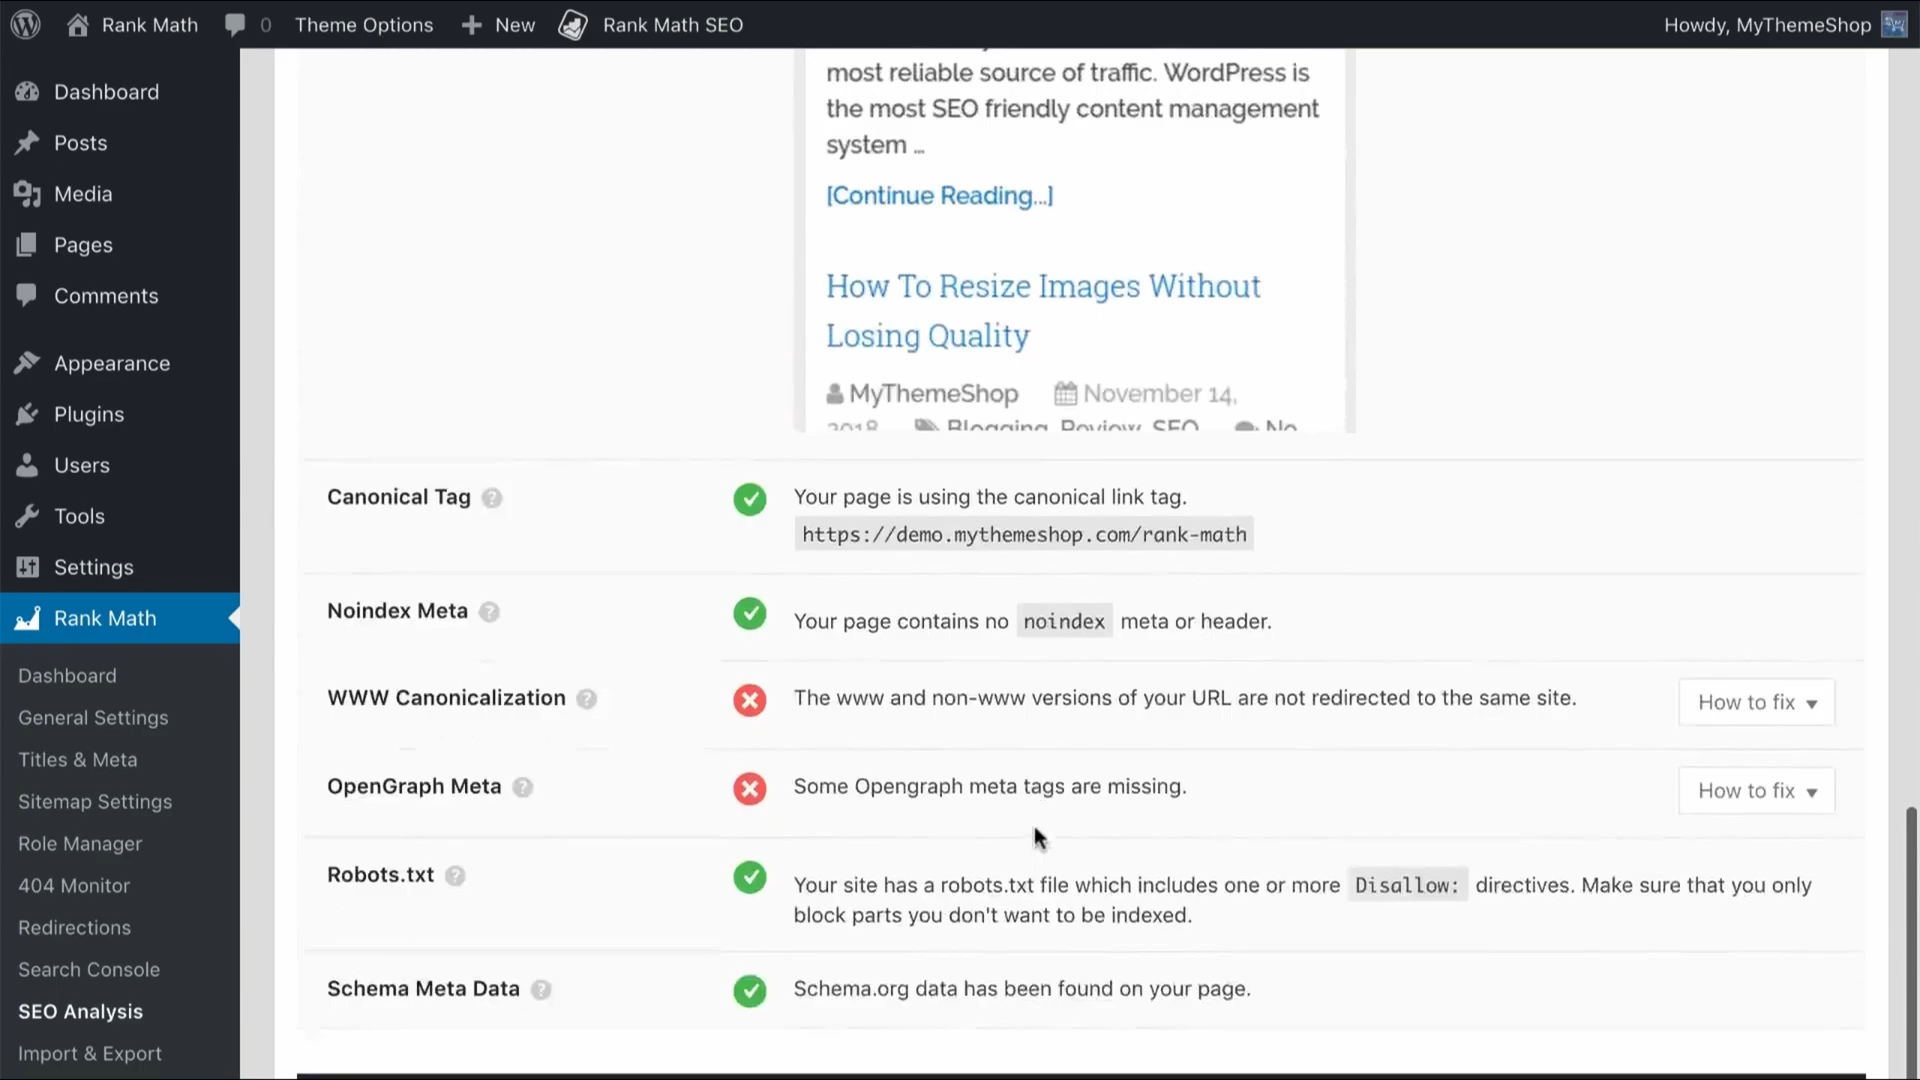 Rank Math
0
Theme Options
New
Rank Math SEO
Howdy, MyThemeShop
Dashboard
Posts
Media
Pages
Comments
Appearance
Plugins
Users
Tools
Settings
Rank Math
Dashboard
General Settings
Titles & Meta
Sitemap Settings
Role Manager
404 Monitor
Redirections
Search Console
SEO Analysis
Import & Export
most reliable source of traffic. WordPress is
the most SEO friendly content management
system ...
[Continue Reading...]
How To Resize Images Without
Losing Quality
MyThemeShop November 14,
2018 Blogging, Review, SEO No
Canonical Tag ?
Your page is using the canonical link tag.
https://demo.mythemeshop.com/rank-math
Noindex Meta ?
Your page contains no noindex meta or header.
WWW Canonicalization ?
The www and non-www versions of your URL are not redirected to the same site.
How to fix ▼
OpenGraph Meta ?
Some Opengraph meta tags are missing.
How to fix ▼
Robots.txt ?
Your site has a robots.txt file which includes one or more Disallow: directives. Make sure that you only
block parts you don't want to be indexed.
Schema Meta Data ?
Schema.org data has been found on your page.